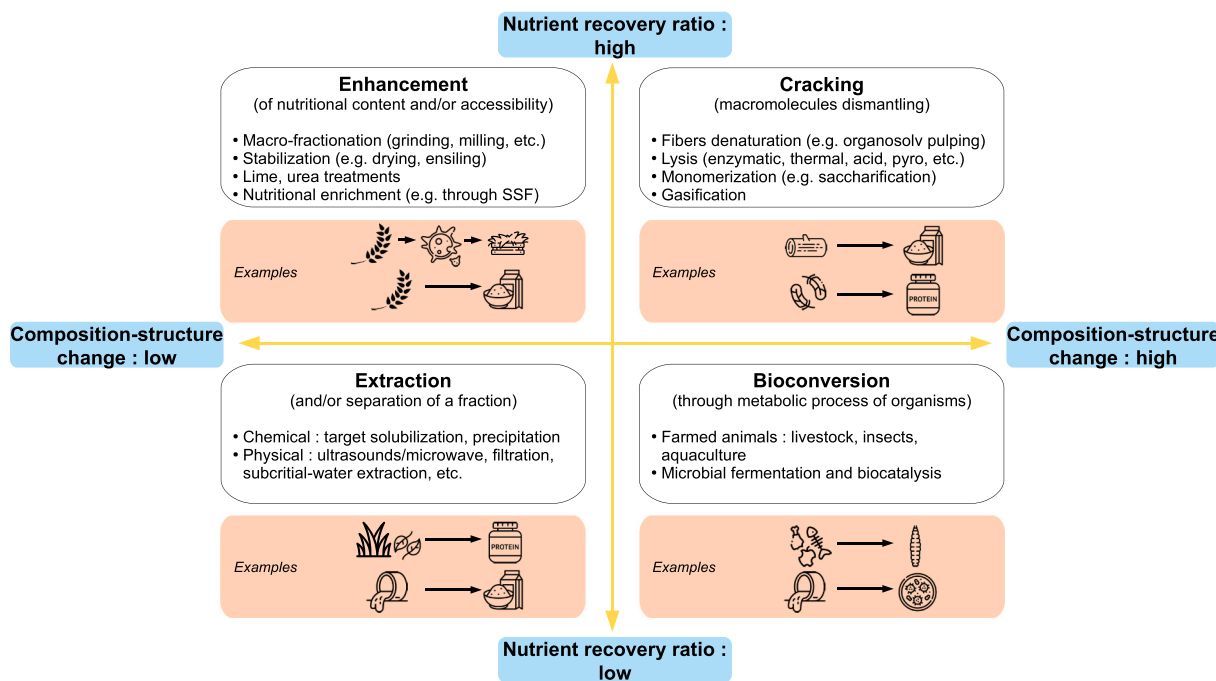 Nutrient recovery ratio :
high
Enhancement
(of nutritional content and/or accessibility)
• Macro-fractionation (grinding, milling, etc.)
• Stabilization (e.g. drying, ensiling)
• Lime, urea treatments
• Nutritional enrichment (e.g. through SSF)
Examples
Cracking
(macromolecules dismantling)
• Fibers denaturation (e.g. organosolv pulping)
• Lysis (enzymatic, thermal, acid, pyro, etc.)
• Monomerization (e.g. saccharification)
• Gasification
Examples
PROTEIN
Composition-structure
change : low
Composition-structure
change : high
Extraction
(and/or separation of a fraction)
• Chemical : target solubilization, precipitation
• Physical : ultrasounds/microwave, filtration,
subcritial-water extraction, etc.
Examples
PROTEIN
Bioconversion
(through metabolic process of organisms)
• Farmed animals : livestock, insects,
aquaculture
• Microbial fermentation and biocatalysis
Examples
Nutrient recovery ratio :
low